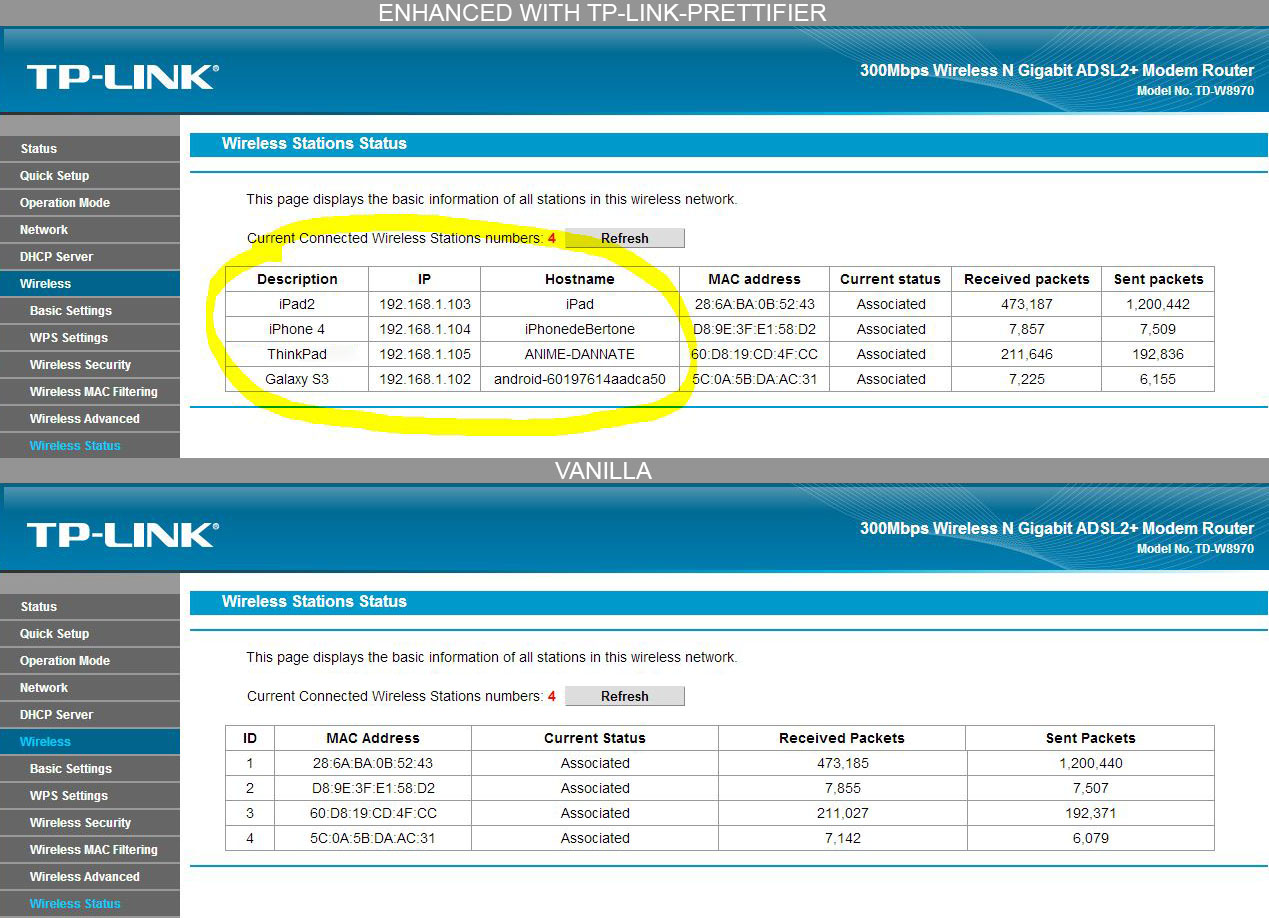 ENHANCED WITH TP-LINK-PRETTIFIER
TP-LINK®
300Mbps Wireless N Gigabit ADSL2+ Modem Router
Model No. TD-W8970
Status
Quick Setup
Operation Mode
Network
DHCP Server
Wireless
Basic Settings
WPS Settings
Wireless Security
Wireless MAC Filtering
Wireless Advanced
Wireless Status
Wireless Stations Status
This page displays the basic information of all stations in this wireless network.
Current Connected Wireless Stations numbers: 4 Refresh
Description IP Hostname MAC address Current status Received packets Sent packets
iPad2 192.168.1.103 iPad 28:6A:BA:0B:52:43 Associated 473,187 1,200,442
iPhone 4 192.168.1.104 iPhonedeBertone D8:9E:3F:E1:58:D2 Associated 7,857 7,509
ThinkPad 192.168.1.105 ANIME-DANNATE 60:D8:19:CD:4F:CC Associated 211,646 192,836
Galaxy S3 192.168.1.102 android-60197614aadca50 5C:0A:5B:DA:AC:31 Associated 7,225 6,155
VANILLA
TP-LINK®
300Mbps Wireless N Gigabit ADSL2+ Modem Router
Model No. TD-W8970
Status
Quick Setup
Operation Mode
Network
DHCP Server
Wireless
Basic Settings
WPS Settings
Wireless Security
Wireless MAC Filtering
Wireless Advanced
Wireless Status
Wireless Stations Status
This page displays the basic information of all stations in this wireless network.
Current Connected Wireless Stations numbers: 4 Refresh
ID MAC Address Current Status Received Packets Sent Packets
1 28:6A:BA:0B:52:43 Associated 473,185 1,200,440
2 D8:9E:3F:E1:58:D2 Associated 7,855 7,507
3 60:D8:19:CD:4F:CC Associated 211,027 192,371
4 5C:0A:5B:DA:AC:31 Associated 7,142 6,079